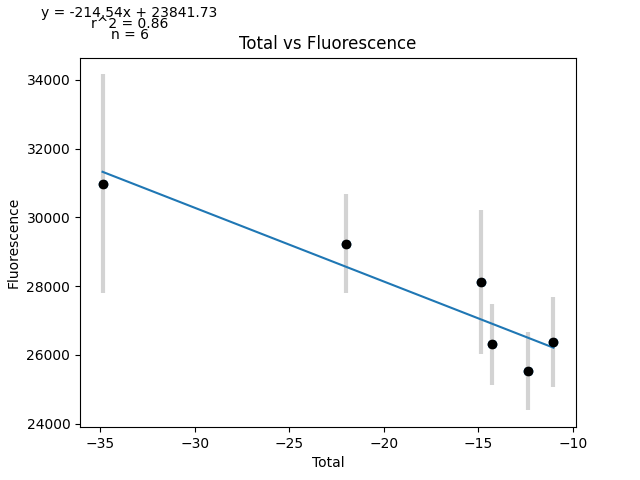 y = -214.54x + 23841.73
r^2 = 0.86
n = 6
Total vs Fluorescence
34000
32000
30000
28000
26000
24000
Fluorescence
−35
−30
−25
−20
−15
−10
Total